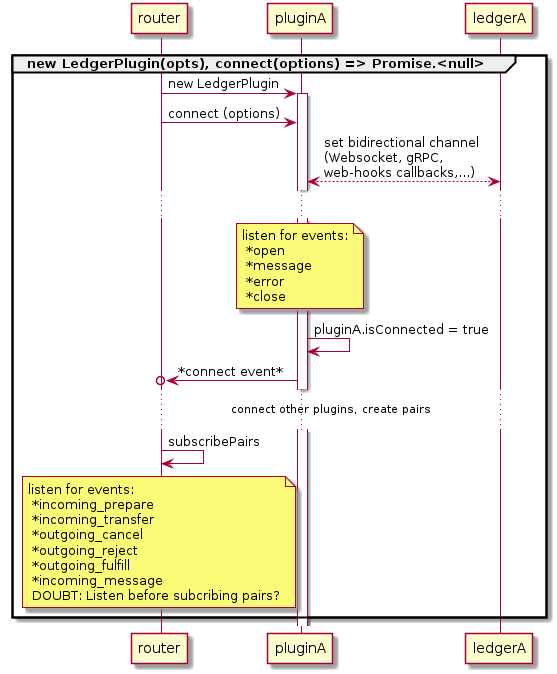 router
pluginA
ledgerA
new LedgerPlugin(opts), connect(options) => Promise.<null>
new LedgerPlugin
connect (options)
set bidirectional channel
(Websocket, gRPC,
web-hooks callbacks,...)
listen for events:
*open
*message
*error
*close
pluginA.isConnected = true
*connect event*
connect other plugins, create pairs
subscribePairs
listen for events:
*incoming_prepare
*incoming_transfer
*outgoing_cancel
*outgoing_reject
*outgoing_fulfill
*incoming_message
DOUBT: Listen before subcribing pairs?
router
pluginA
ledgerA